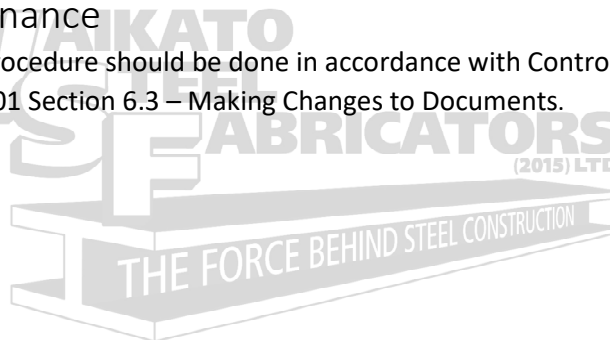 nance
rocedure should be done in accordance with Contro
01 Section 6.3 – Making Changes to Documents.
AIKATO
STEEL
FABRICATORS
(2015) LTD
THE FORCE BEHIND STEEL CONSTRUCTION